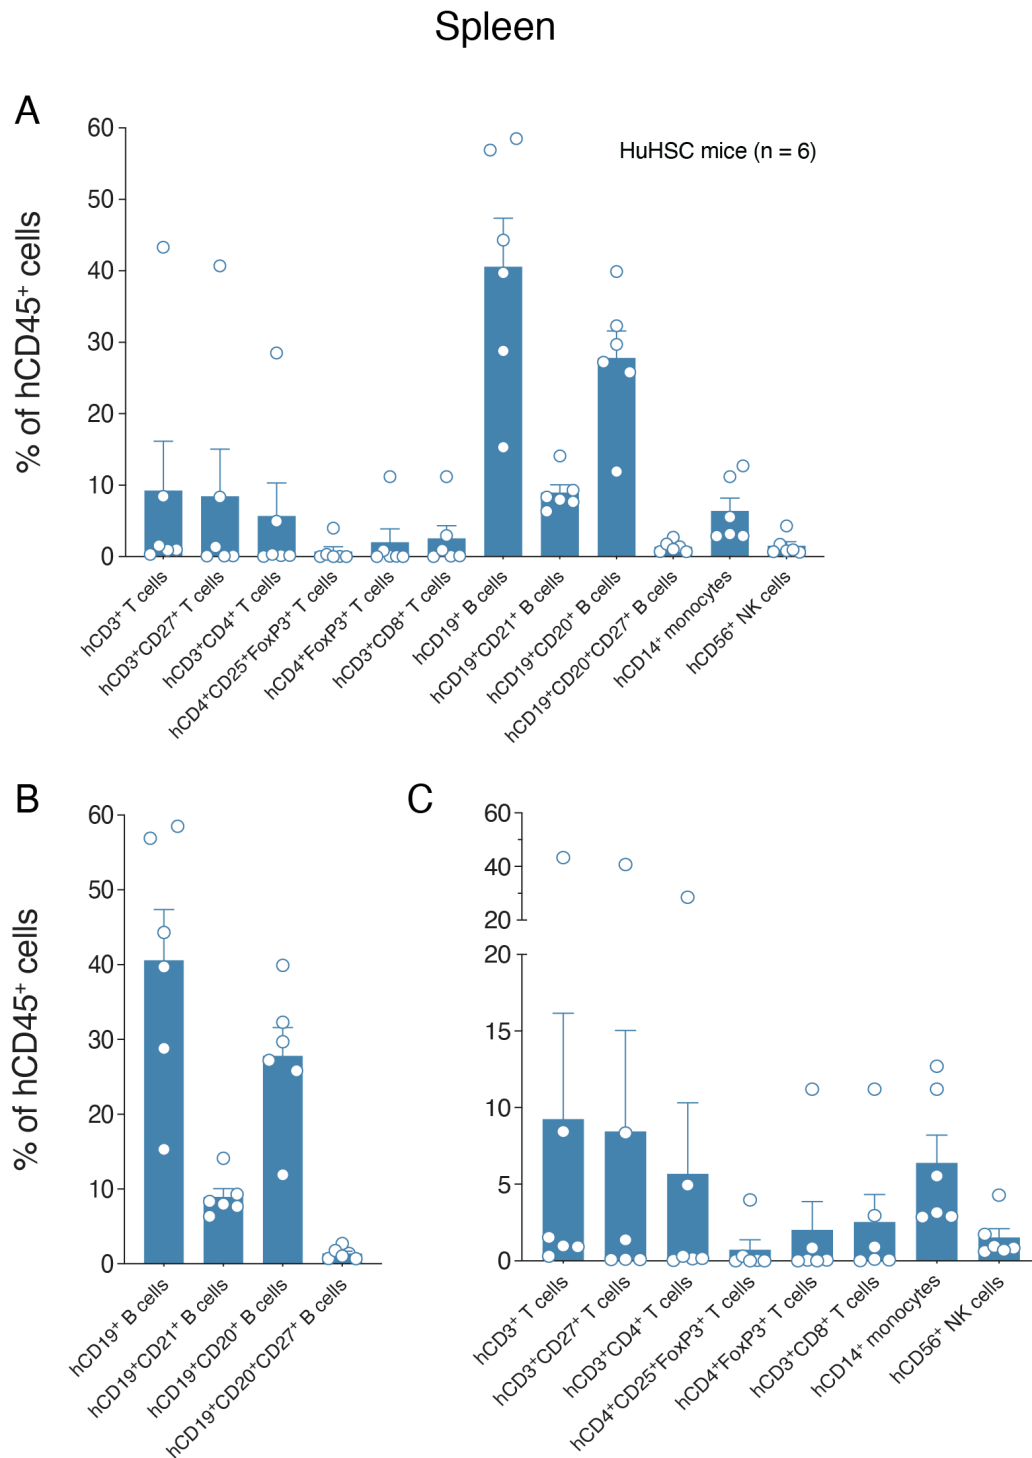 Spleen
A
60
50
40
30
20
10
0
% of hCD45⁺ cells
HuHSC mice (n = 6)
hCD3⁺ T cells
hCD3⁺CD27⁺ T cells
hCD3⁺CD4⁺ T cells
hCD4⁺CD25⁺FoxP3⁺ T cells
hCD4⁺FoxP3⁺ T cells
hCD3⁺CD8⁺ T cells
hCD19⁺ B cells
hCD19⁺CD21⁺ B cells
hCD19⁺CD20⁺ B cells
hCD19⁺CD20⁺CD27⁺ B cells
hCD14⁺ monocytes
hCD56⁺ NK cells
B
60
50
40
30
20
10
0
% of hCD45⁺ cells
hCD19⁺ B cells
hCD19⁺CD21⁺ B cells
hCD19⁺CD20⁺ B cells
hCD19⁺CD20⁺CD27⁺ B cells
C
60
40
20
20
15
10
5
0
hCD3⁺ T cells
hCD3⁺CD27⁺ T cells
hCD3⁺CD4⁺ T cells
hCD4⁺CD25⁺FoxP3⁺ T cells
hCD4⁺FoxP3⁺ T cells
hCD3⁺CD8⁺ T cells
hCD14⁺ monocytes
hCD56⁺ NK cells